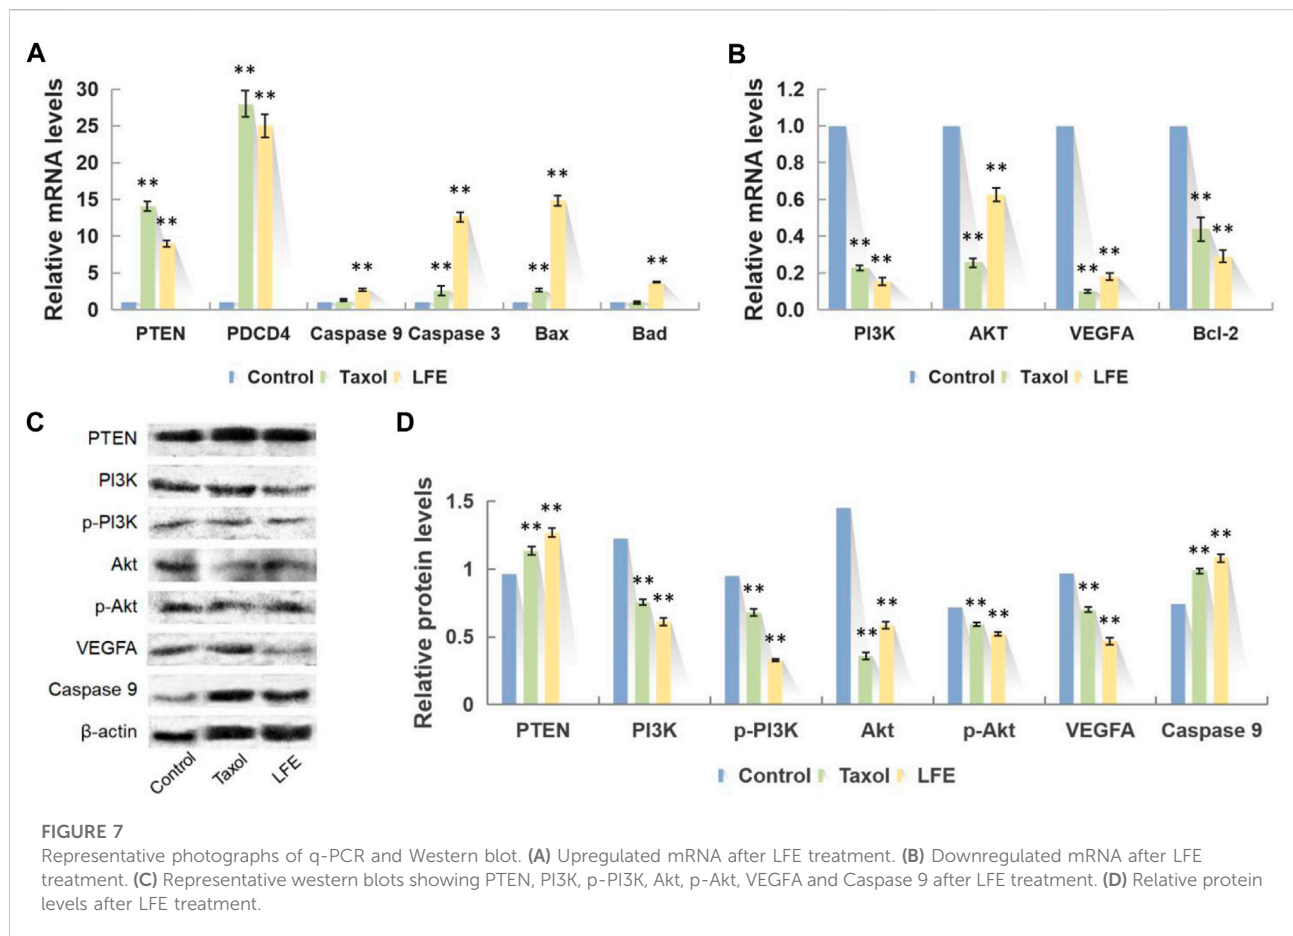 A
B
** **
** **
** ** ** ** ** ** **
Relative mRNA levels
30
25
20
15
10
5
0
PTEN PDCD4 Caspase 9 Caspase 3 Bax Bad
Control Taxol LFE
Relative mRNA levels
1.2
1.0
0.8
0.6
0.4
0.2
0.0
** ** ** ** ** ** ** **
PI3K AKT VEGFA Bcl-2
Control Taxol LFE
C
PTEN
PI3K
p-PI3K
Akt
p-Akt
VEGFA
Caspase 9
β-actin
Control Taxol LFE
D
Relative protein levels
1.5
1
0.5
0
** ** ** ** ** ** ** ** ** ** ** ** ** **
PTEN PI3K p-PI3K Akt p-Akt VEGFA Caspase 9
Control Taxol LFE
FIGURE 7
Representative photographs of q-PCR and Western blot. (A) Upregulated mRNA after LFE treatment. (B) Downregulated mRNA after LFE
treatment. (C) Representative western blots showing PTEN, PI3K, p-PI3K, Akt, p-Akt, VEGFA and Caspase 9 after LFE treatment. (D) Relative protein
levels after LFE treatment.